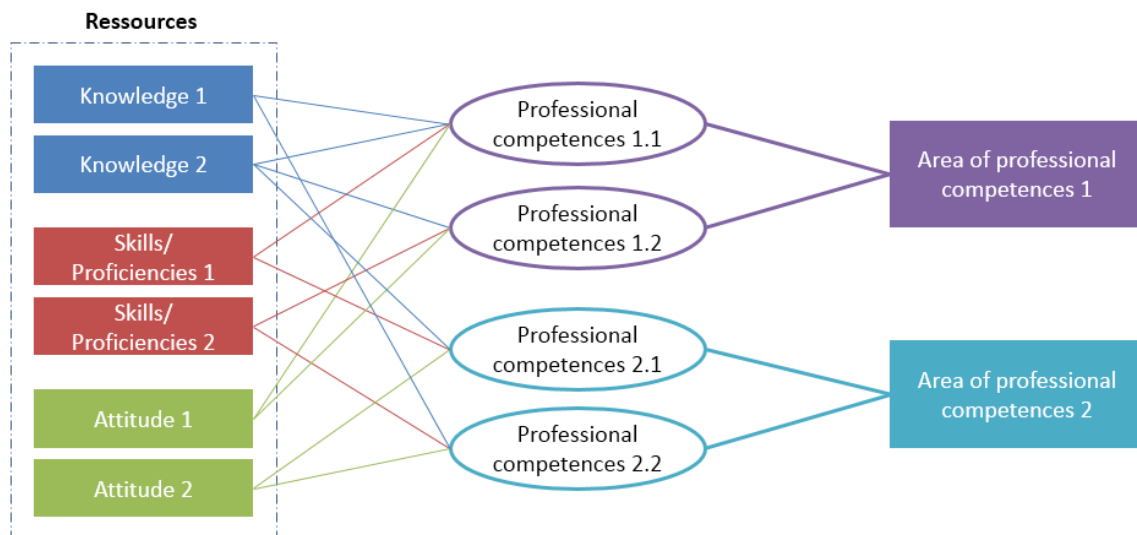 Ressources
Knowledge 1
Knowledge 2
Skills/
Proficiencies 1
Skills/
Proficiencies 2
Attitude 1
Attitude 2
Professional
competences 1.1
Professional
competences 1.2
Professional
competences 2.1
Professional
competences 2.2
Area of professional
competences 1
Area of professional
competences 2